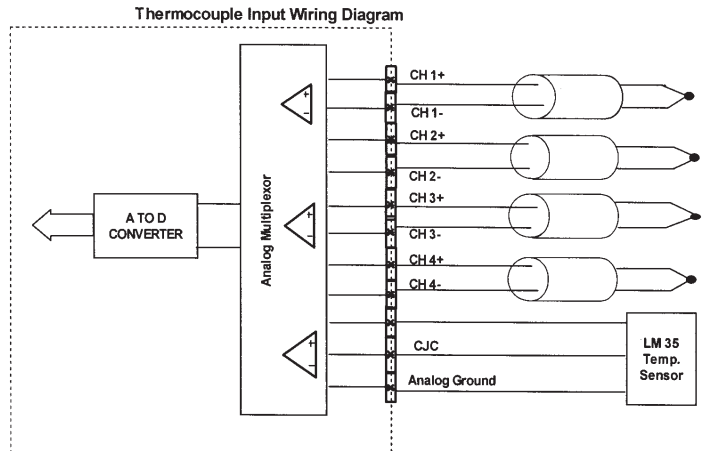 Thermocouple Input Wiring Diagram
A TO D
CONVERTER
Analog Multiplexor
+
−
+
−
+
−
CH 1+
CH 1-
CH 2+
CH 2-
CH 3+
CH 3-
CH 4+
CH 4-
CJC
Analog Ground
LM 35
Temp.
Sensor